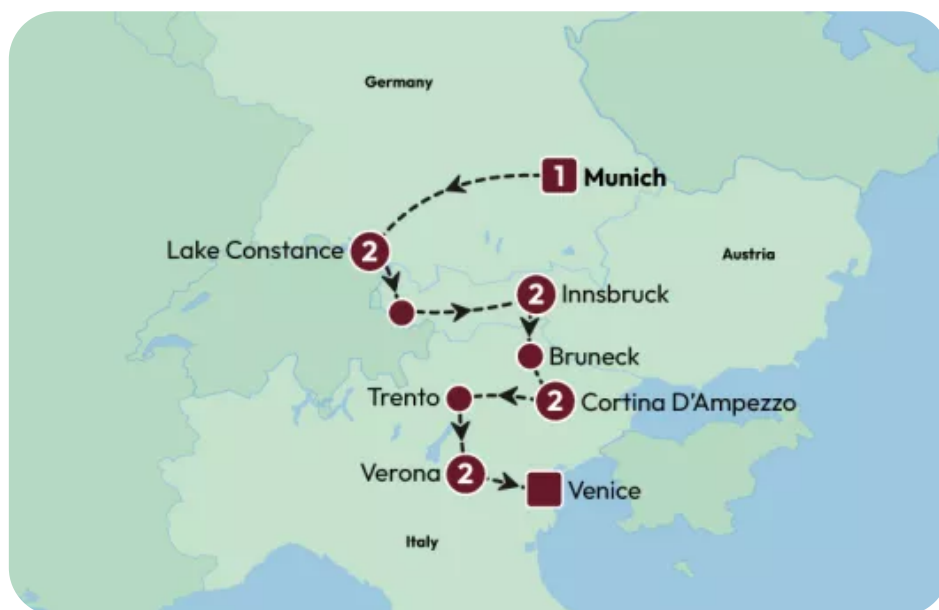 Germany
1 Munich
Lake Constance 2
Austria
2 Innsbruck
Bruneck
Trento
2 Cortina D'Ampezzo
Verona 2
Venice
Italy